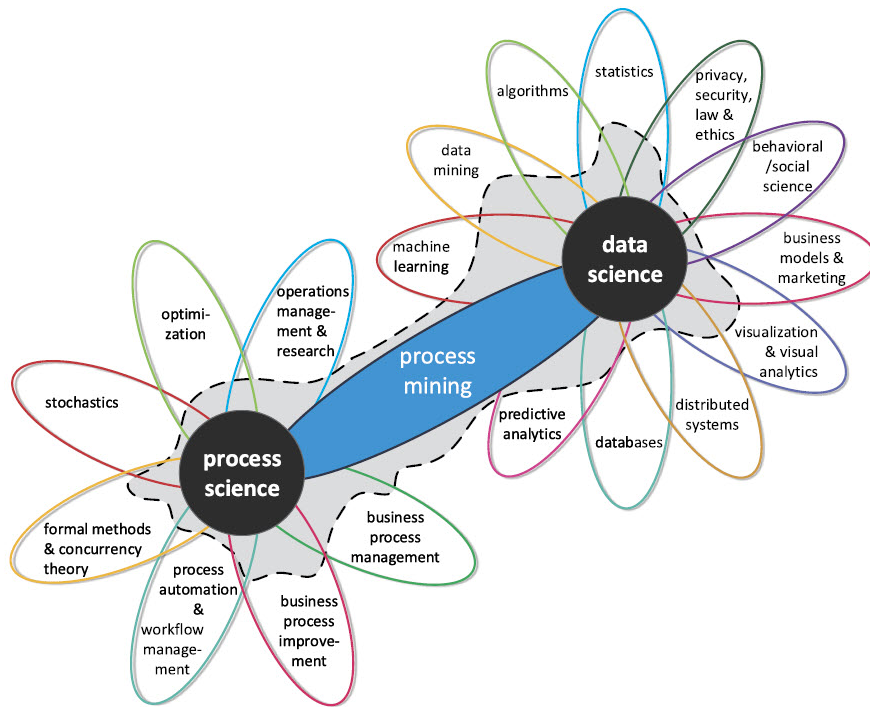 statistics
algorithms
privacy,
security,
law &
ethics
data
mining
behavioral
/social
science
machine
learning
data
science
business
models &
marketing
visualization
& visual
analytics
distributed
systems
databases
predictive
analytics
process
mining
operations
manage-
ment &
research
optimi-
zation
stochastics
process
science
formal methods
& concurrency
theory
process
automation
&
workflow
manage-
ment
business
process
improve-
ment
business
process
management